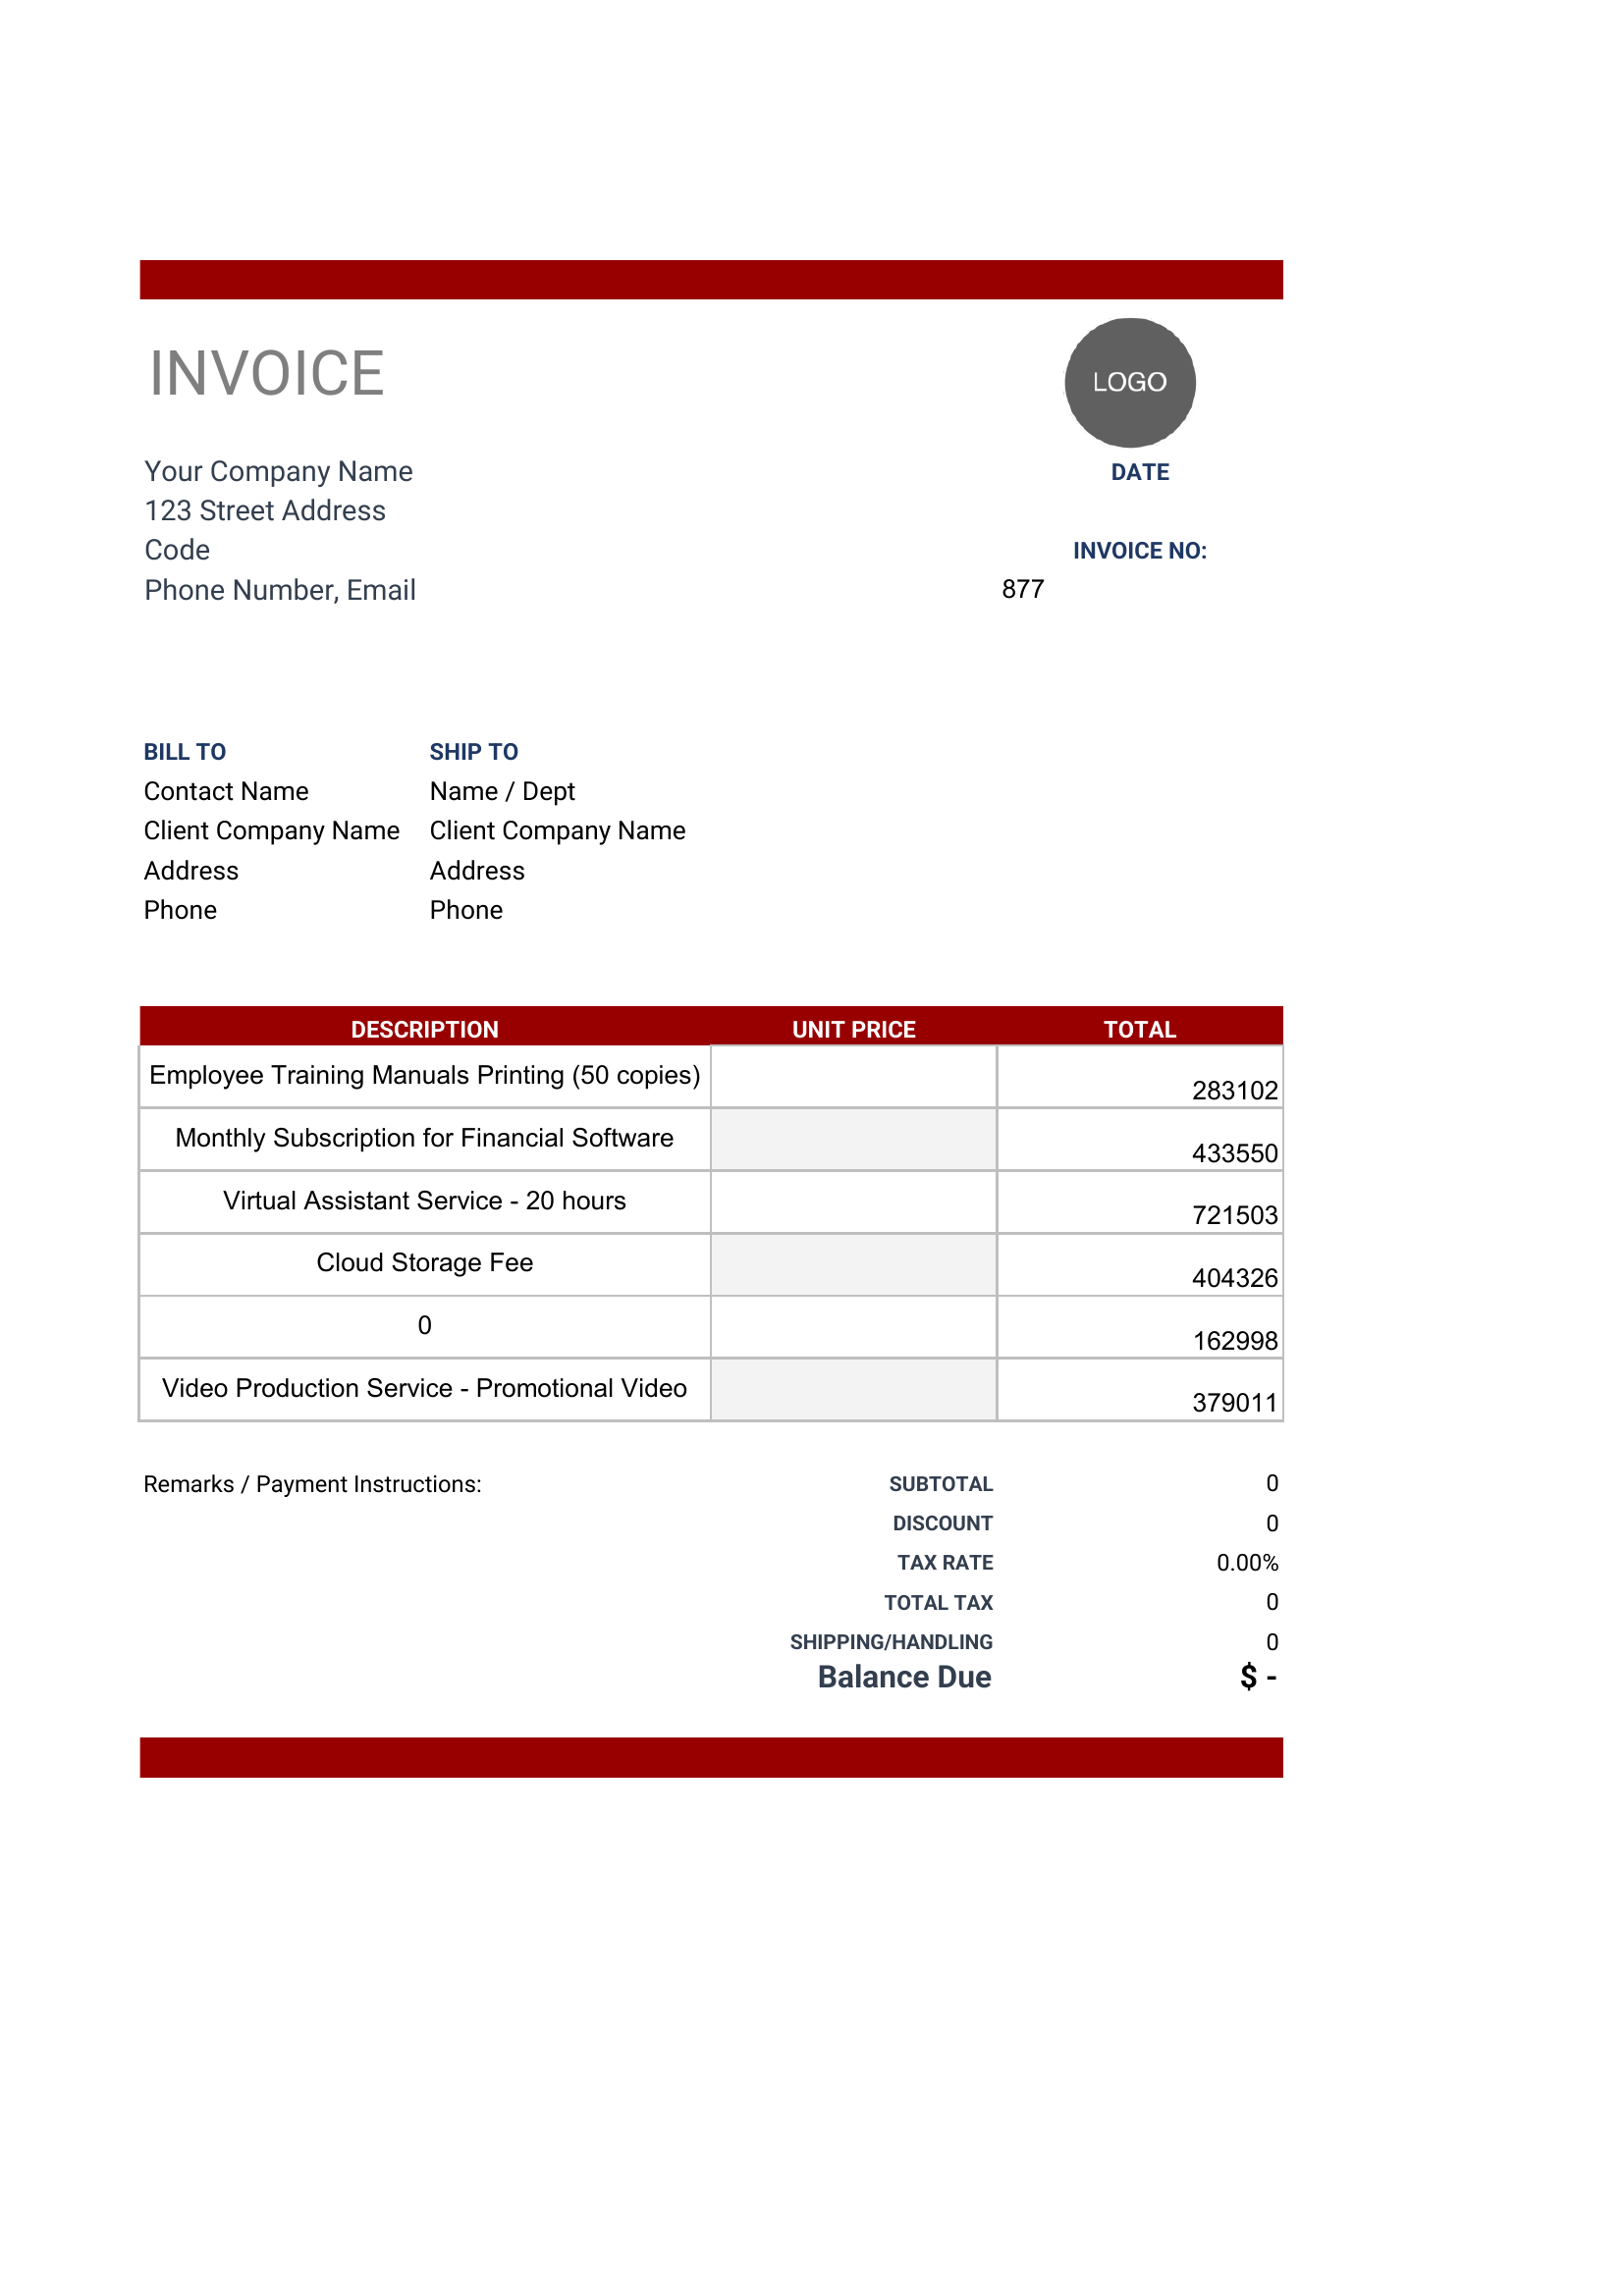 INVOICE
LOGO
Your Company Name
DATE
123 Street Address
Code
INVOICE NO:
Phone Number, Email
877
BILL TO
SHIP TO
Contact Name
Name / Dept
Client Company Name
Client Company Name
Address
Address
Phone
Phone
DESCRIPTION UNIT PRICE TOTAL
Employee Training Manuals Printing (50 copies) 283102
Monthly Subscription for Financial Software 433550
Virtual Assistant Service - 20 hours 721503
Cloud Storage Fee 404326
0 162998
Video Production Service - Promotional Video 379011
Remarks / Payment Instructions:
SUBTOTAL 0
DISCOUNT 0
TAX RATE 0.00%
TOTAL TAX 0
SHIPPING/HANDLING 0
Balance Due $ -